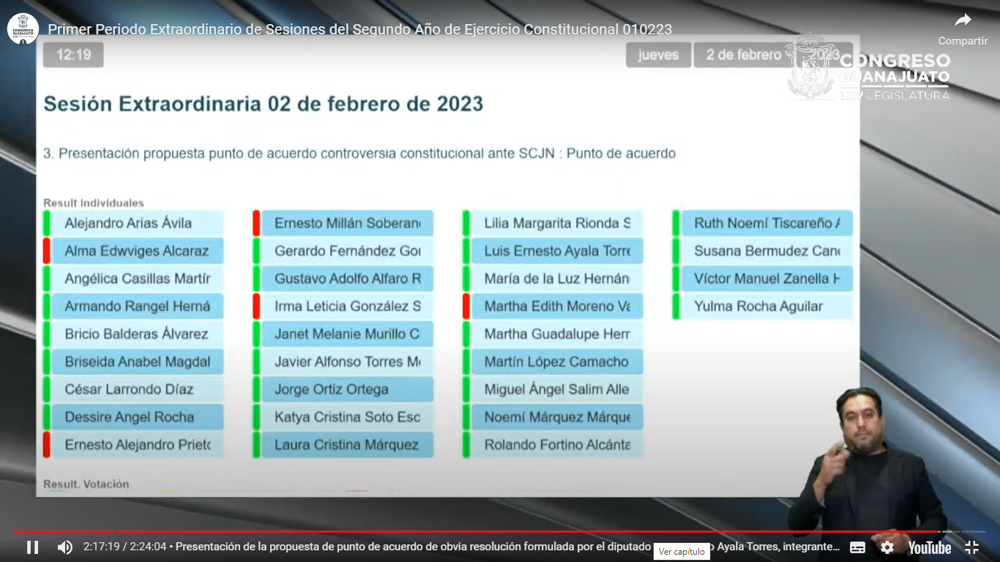 Primer Periodo Extraordinario de Sesiones del Segundo Año de Ejercicio Constitucional 010223
Compartir
12:19
jueves
2 de febrero
2023
CONGRESO
GUANAJUATO
LXV LEGISLATURA
Sesión Extraordinaria 02 de febrero de 2023
3. Presentación propuesta punto de acuerdo controversia constitucional ante SCJN : Punto de acuerdo
Result Individuales
Alejandro Arias Ávila
Alma Edwviges Alcaraz
Angélica Casillas Martír
Armando Rangel Herná
Bricio Balderas Álvarez
Briseida Anabel Magdal
César Larrondo Díaz
Dessire Angel Rocha
Ernesto Alejandro Prieto
Ernesto Millán Soberan
Gerardo Fernández Gor
Gustavo Adolfo Alfaro R
Irma Leticia González S
Janet Melanie Murillo C
Javier Alfonso Torres M
Jorge Ortiz Ortega
Katya Cristina Soto Esc
Laura Cristina Márquez
Lilia Margarita Rionda S
Luis Ernesto Ayala Torre
María de la Luz Hernán
Martha Edith Moreno Va
Martha Guadalupe Herr
Martín López Camacho
Miguel Ángel Salim Alle
Noemí Márquez Márque
Rolando Fortino Alcánta
Ruth Noemí Tiscareño A
Susana Bermudez Canc
Víctor Manuel Zanella H
Yulma Rocha Aguilar
Result. Votación
2:17:19 / 2:24:04 • Presentación de la propuesta de punto de acuerdo de obvia resolución formulada por el diputado o Ayala Torres, integrante...
Ver capítulo
YouTube